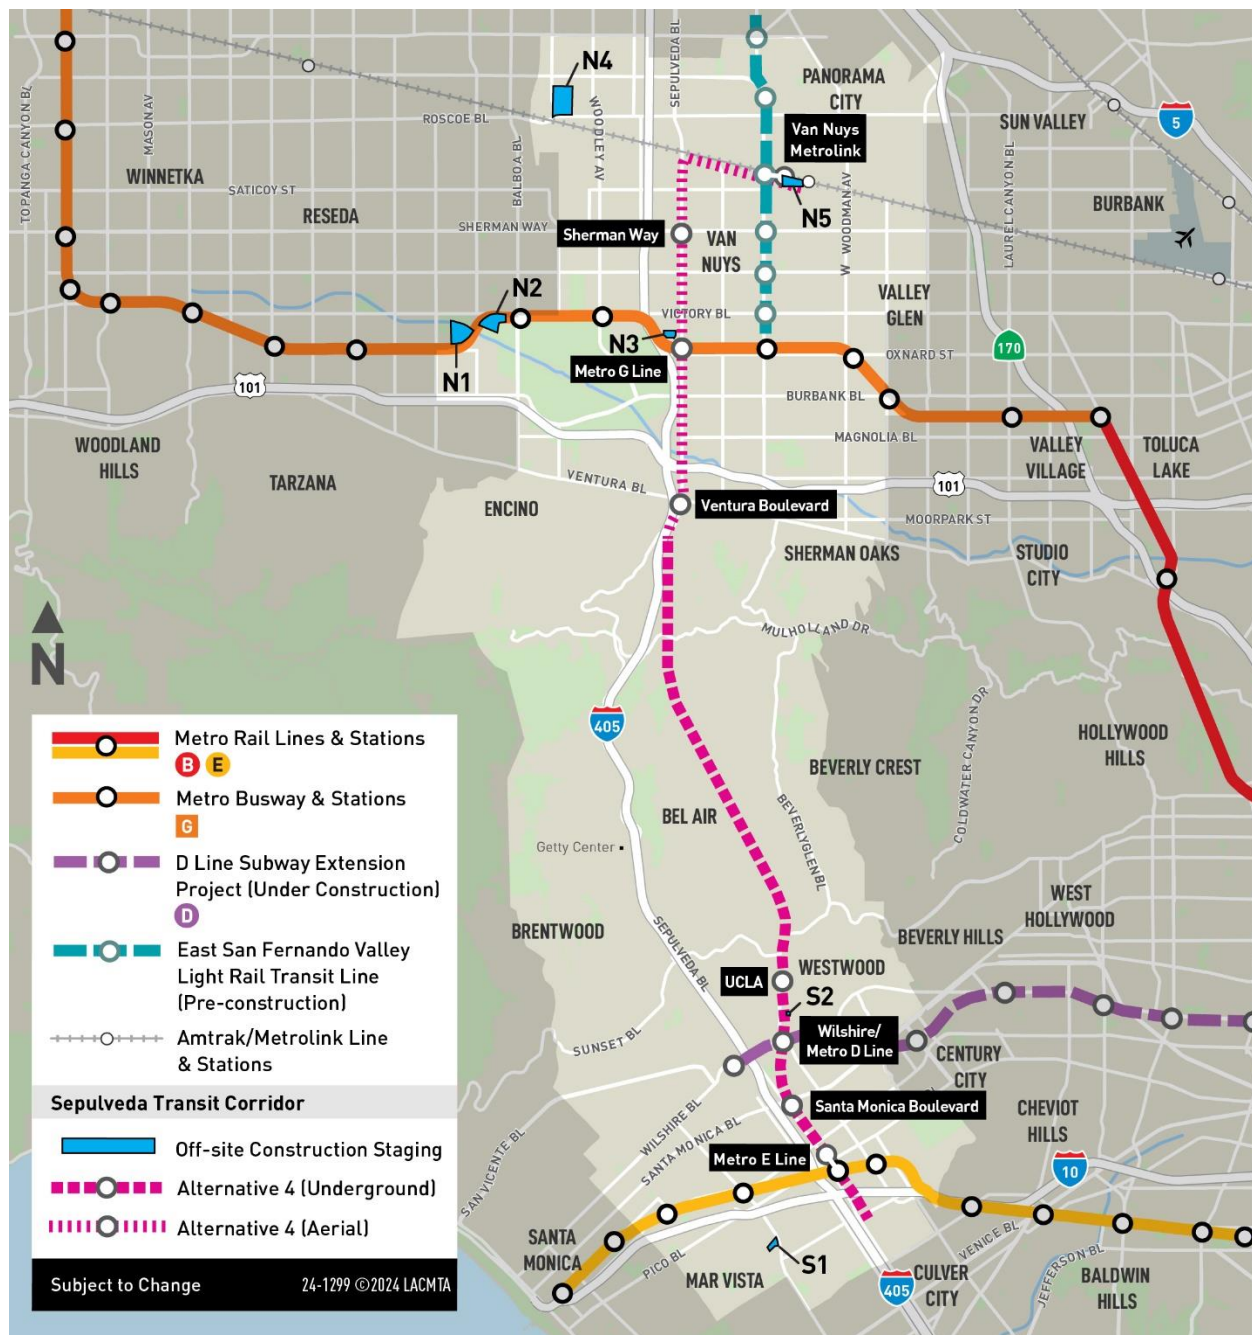 N4
SEPULVEDA BL
PANORAMA
CITY
5
TOPANGA CANYON BL
MASON AV
WOODLEY AV
ROSCOE BL
BALBOA BL
Van Nuys
Metrolink
SUN VALLEY
LAUREL CANYON BL
WINNETKA
SATICOY ST
RESEDA
SHERMAN WAY
Sherman Way
VAN
NUYS
N5
W WOODMAN AV
BURBANK
N2
VICTORY BL
VALLEY
GLEN
N1
N3
Metro G Line
OXNARD ST
170
101
BURBANK BL
MAGNOLIA BL
WOODLAND
HILLS
TARZANA
VENTURA BL
ENCINO
Ventura Boulevard
VALLEY
VILLAGE
TOLUCA
LAKE
101
MOORPARK ST
SHERMAN OAKS
STUDIO
CITY
MULHOLLAND DR
N
405
COLDWATER CANYON DR
HOLLYWOOD
HILLS
BEVERLY CREST
BEL AIR
BEVERLY GLEN BL
Getty Center
BRENTWOOD
SEPULVEDA BL
WEST
HOLLYWOOD
BEVERLY HILLS
UCLA
WESTWOOD
S2
SUNSET BL
Wilshire/
Metro D Line
CENTURY
CITY
Santa Monica Boulevard
CHEVIOT
HILLS
WILSHIRE BL
SANTA MONICA BL
SAN VICENTE BL
Metro E Line
10
SANTA
MONICA
PICO BL
MAR VISTA
S1
405
CULVER
CITY
VENICE BL
JEFFERSON BL
BALDWIN
HILLS
Metro Rail Lines & Stations
B E
Metro Busway & Stations
G
D Line Subway Extension
Project (Under Construction)
D
East San Fernando Valley
Light Rail Transit Line
(Pre-construction)
Amtrak/Metrolink Line
& Stations
Sepulveda Transit Corridor
Off-site Construction Staging
Alternative 4 (Underground)
Alternative 4 (Aerial)
Subject to Change 24-1299 ©2024 LACMTA